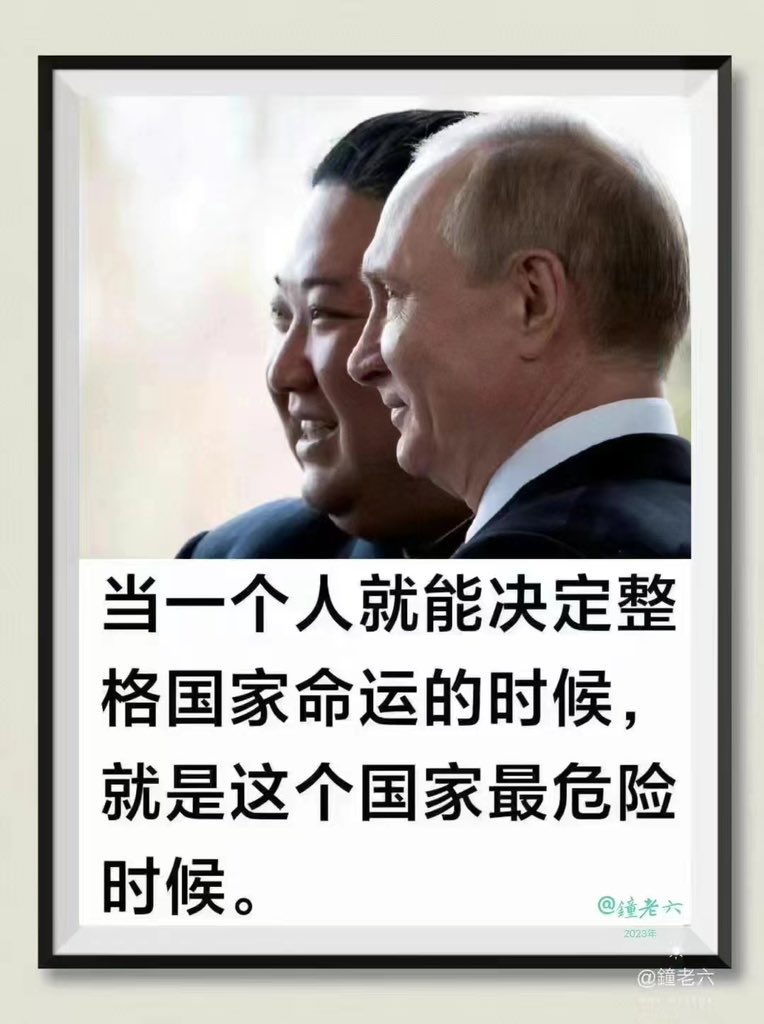 当一个人就能决定整
格国家命运的时候，
就是这个国家最危险
时候。
@鐘老六
2023年
@鐘老六